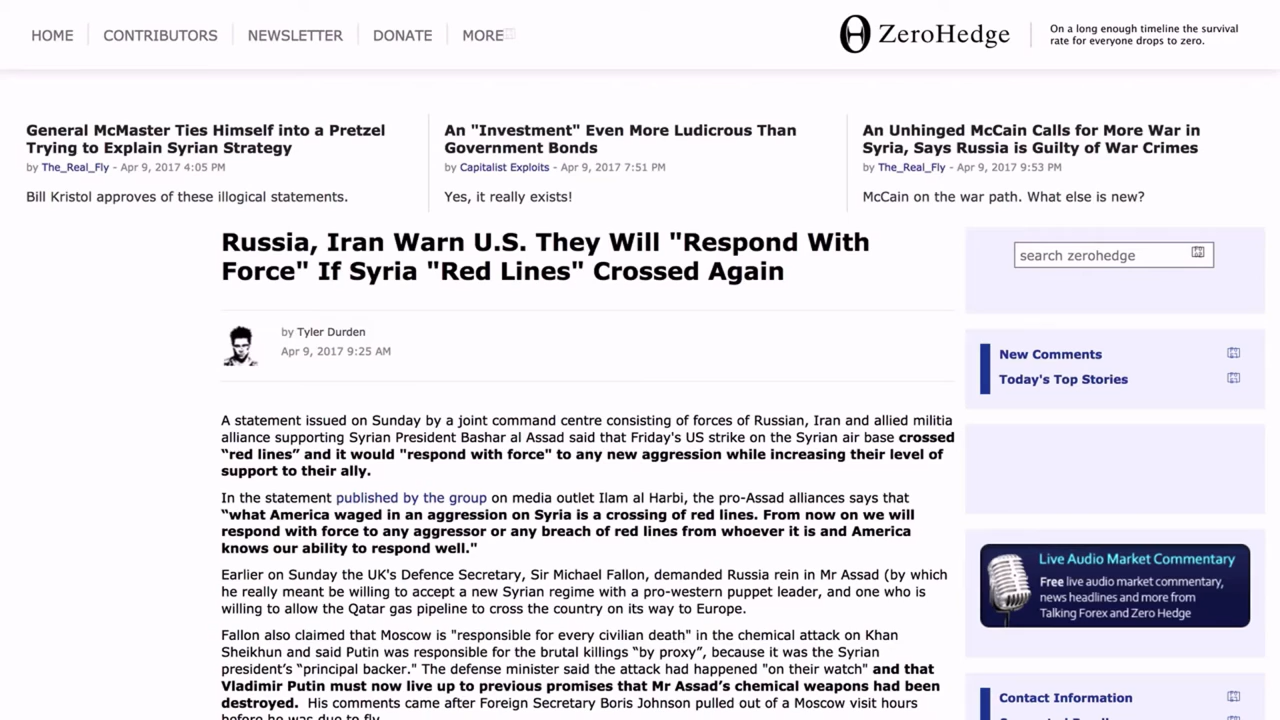 HOME
CONTRIBUTORS
NEWSLETTER
DONATE
MORE
ZeroHedge
On a long enough timeline the survival
rate for everyone drops to zero.
General McMaster Ties Himself into a Pretzel
Trying to Explain Syrian Strategy
by The_Real_Fly - Apr 9, 2017 4:05 PM
Bill Kristol approves of these illogical statements.
An "Investment" Even More Ludicrous Than
Government Bonds
by Capitalist Exploits - Apr 9, 2017 7:51 PM
Yes, it really exists!
An Unhinged McCain Calls for More War in
Syria, Says Russia is Guilty of War Crimes
by The_Real_Fly - Apr 9, 2017 9:53 PM
McCain on the war path. What else is new?
Russia, Iran Warn U.S. They Will "Respond With
Force" If Syria "Red Lines" Crossed Again
by Tyler Durden
Apr 9, 2017 9:25 AM
A statement issued on Sunday by a joint command centre consisting of forces of Russian, Iran and allied militia
alliance supporting Syrian President Bashar al Assad said that Friday's US strike on the Syrian air base crossed
“red lines” and it would "respond with force" to any new aggression while increasing their level of
support to their ally.
In the statement published by the group on media outlet Ilam al Harbi, the pro-Assad alliances says that
“what America waged in an aggression on Syria is a crossing of red lines. From now on we will
respond with force to any aggressor or any breach of red lines from whoever it is and America
knows our ability to respond well."
Earlier on Sunday the UK's Defence Secretary, Sir Michael Fallon, demanded Russia rein in Mr Assad (by which
he really meant be willing to accept a new Syrian regime with a pro-western puppet leader, and one who is
willing to allow the Qatar gas pipeline to cross the country on its way to Europe.
Fallon also claimed that Moscow is "responsible for every civilian death" in the chemical attack on Khan
Sheikhun and said Putin was responsible for the brutal killings “by proxy”, because it was the Syrian
president’s “principal backer." The defense minister said the attack had happened "on their watch" and that
Vladimir Putin must now live up to previous promises that Mr Assad’s chemical weapons had been
destroyed. His comments came after Foreign Secretary Boris Johnson pulled out of a Moscow visit hours
before he was due to fly.
search zerohedge
New Comments
Today's Top Stories
Live Audio Market Commentary
Free live audio market commentary,
news headlines and more from
Talking Forex and Zero Hedge
Contact Information